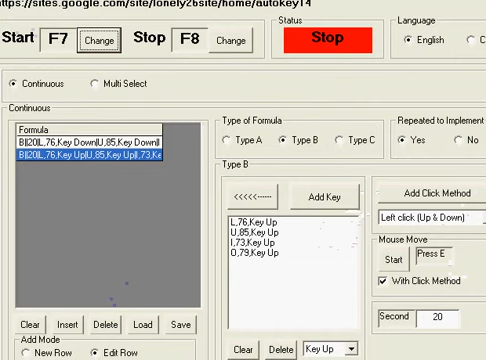 https://sites.google.com/site/lonely26site/home/autokey14
Start F7 Change Stop F8 Change
Status
Stop
Language
English
Continuous Multi Select
Continuous
Formula
B||20|L,76,Key Down|U,85,Key Down|I
B||20|L,76,Key Up|U,85,Key Up|I,73,Ke
Clear Insert Delete Load Save
Add Mode
New Row Edit Row
Type of Formula
Type A Type B Type C
Repeated to Implement
Yes No
Type B
<<<<<------ Add Key
L,76,Key Up
U,85,Key Up
I,73,Key Up
O,79,Key Up
Clear Delete Key Up
Add Click Method
Left click (Up & Down)
Mouse Move
Start Press E
With Click Method
Second 20